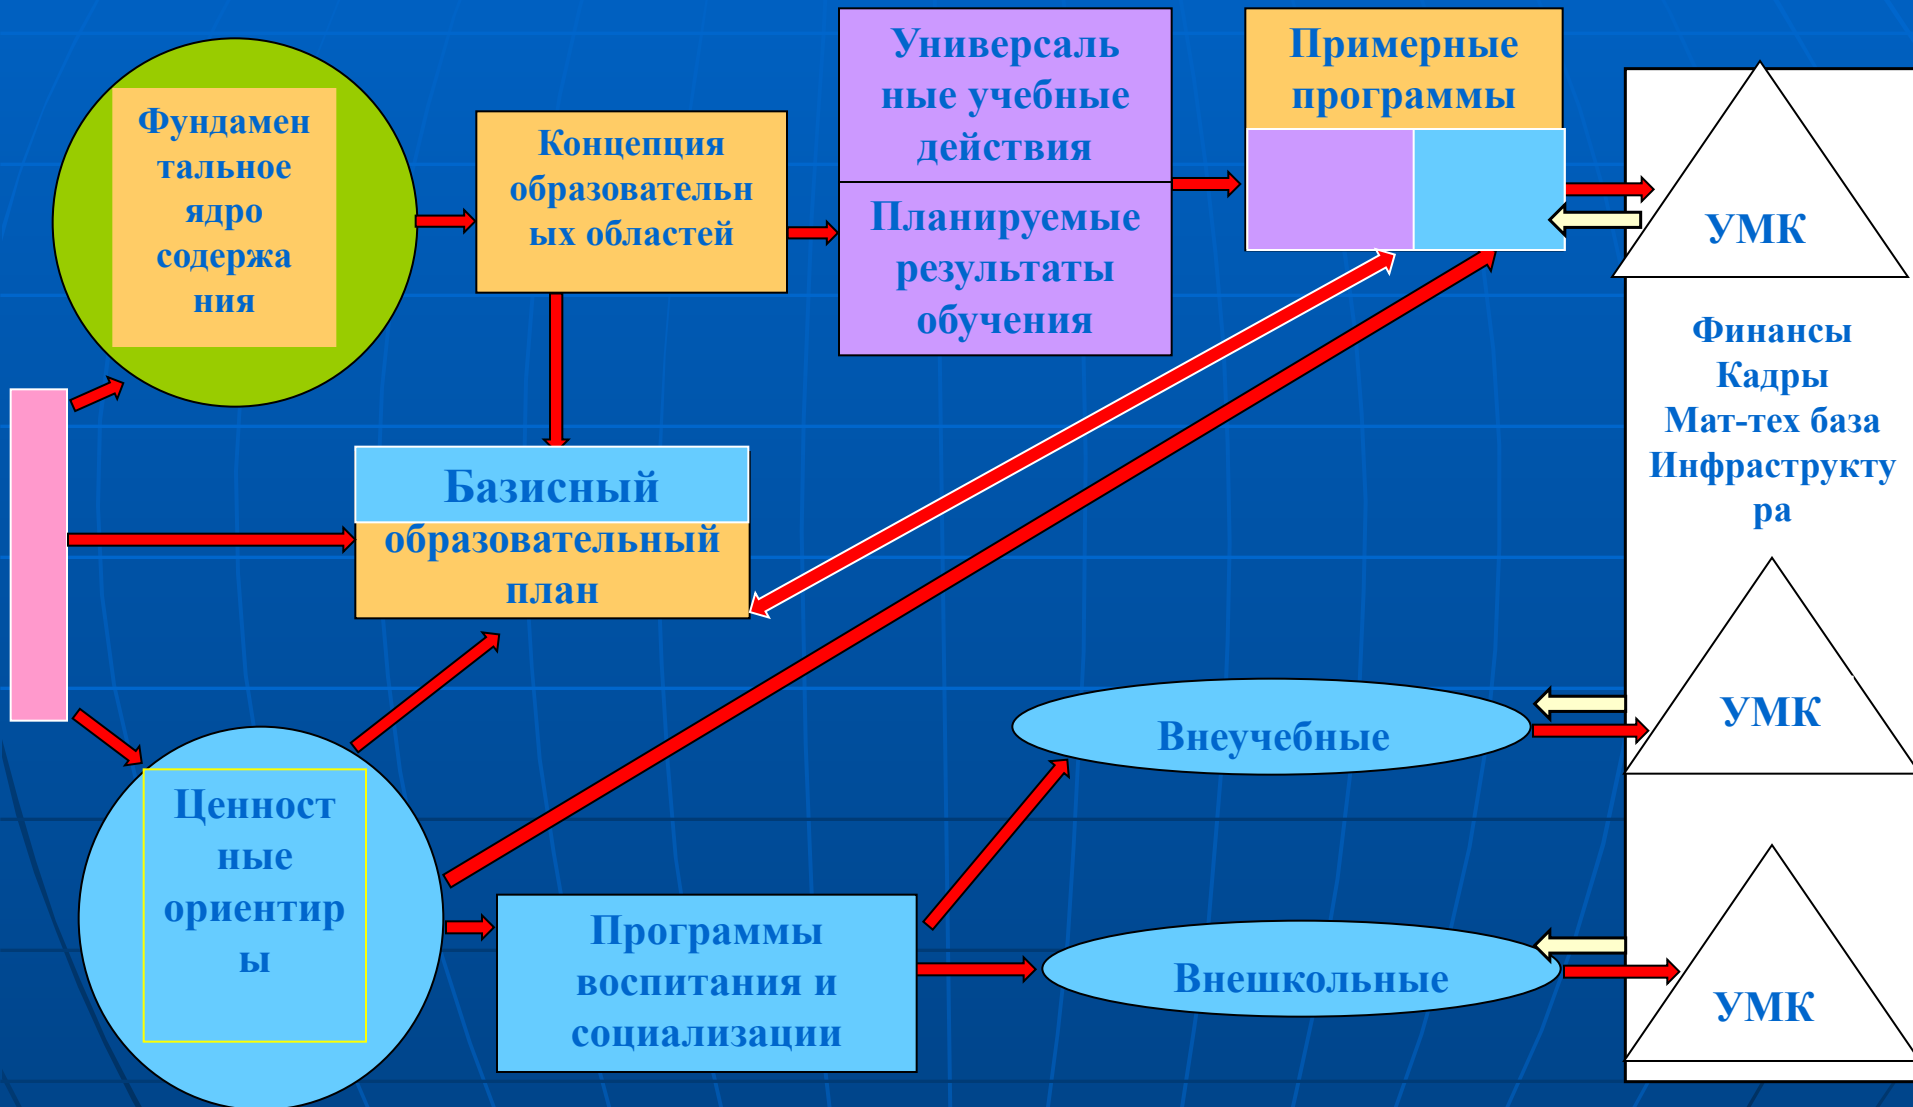 Фундамен
тальное
ядро
содержа
ния
Концепция
образовательн
ых областей
Универсаль
ные учебные
действия
Планируемые
результаты
обучения
Примерные
программы
УМК
Финансы
Кадры
Мат-тех база
Инфраструкту
ра
Базисный
образовательный
план
УМК
Внеучебные
Ценност
ные
ориентир
ы
Программы
воспитания и
социализации
Внешкольные
УМК